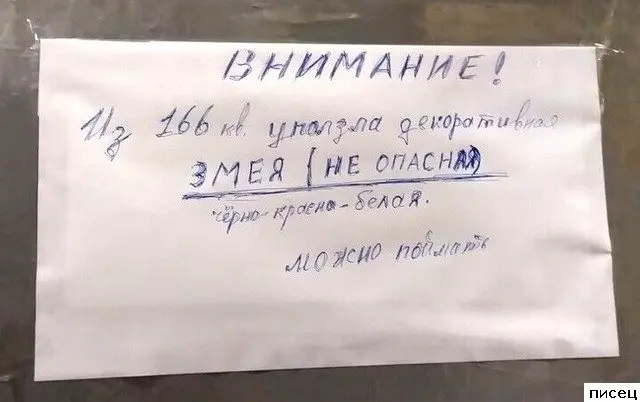 ВНИМАНИЕ!
Из 166 кв. уползла декоративная
ЗМЕЯ (НЕ ОПАСНАЯ)
чёрно-красно-белая.
можно поймать
писец